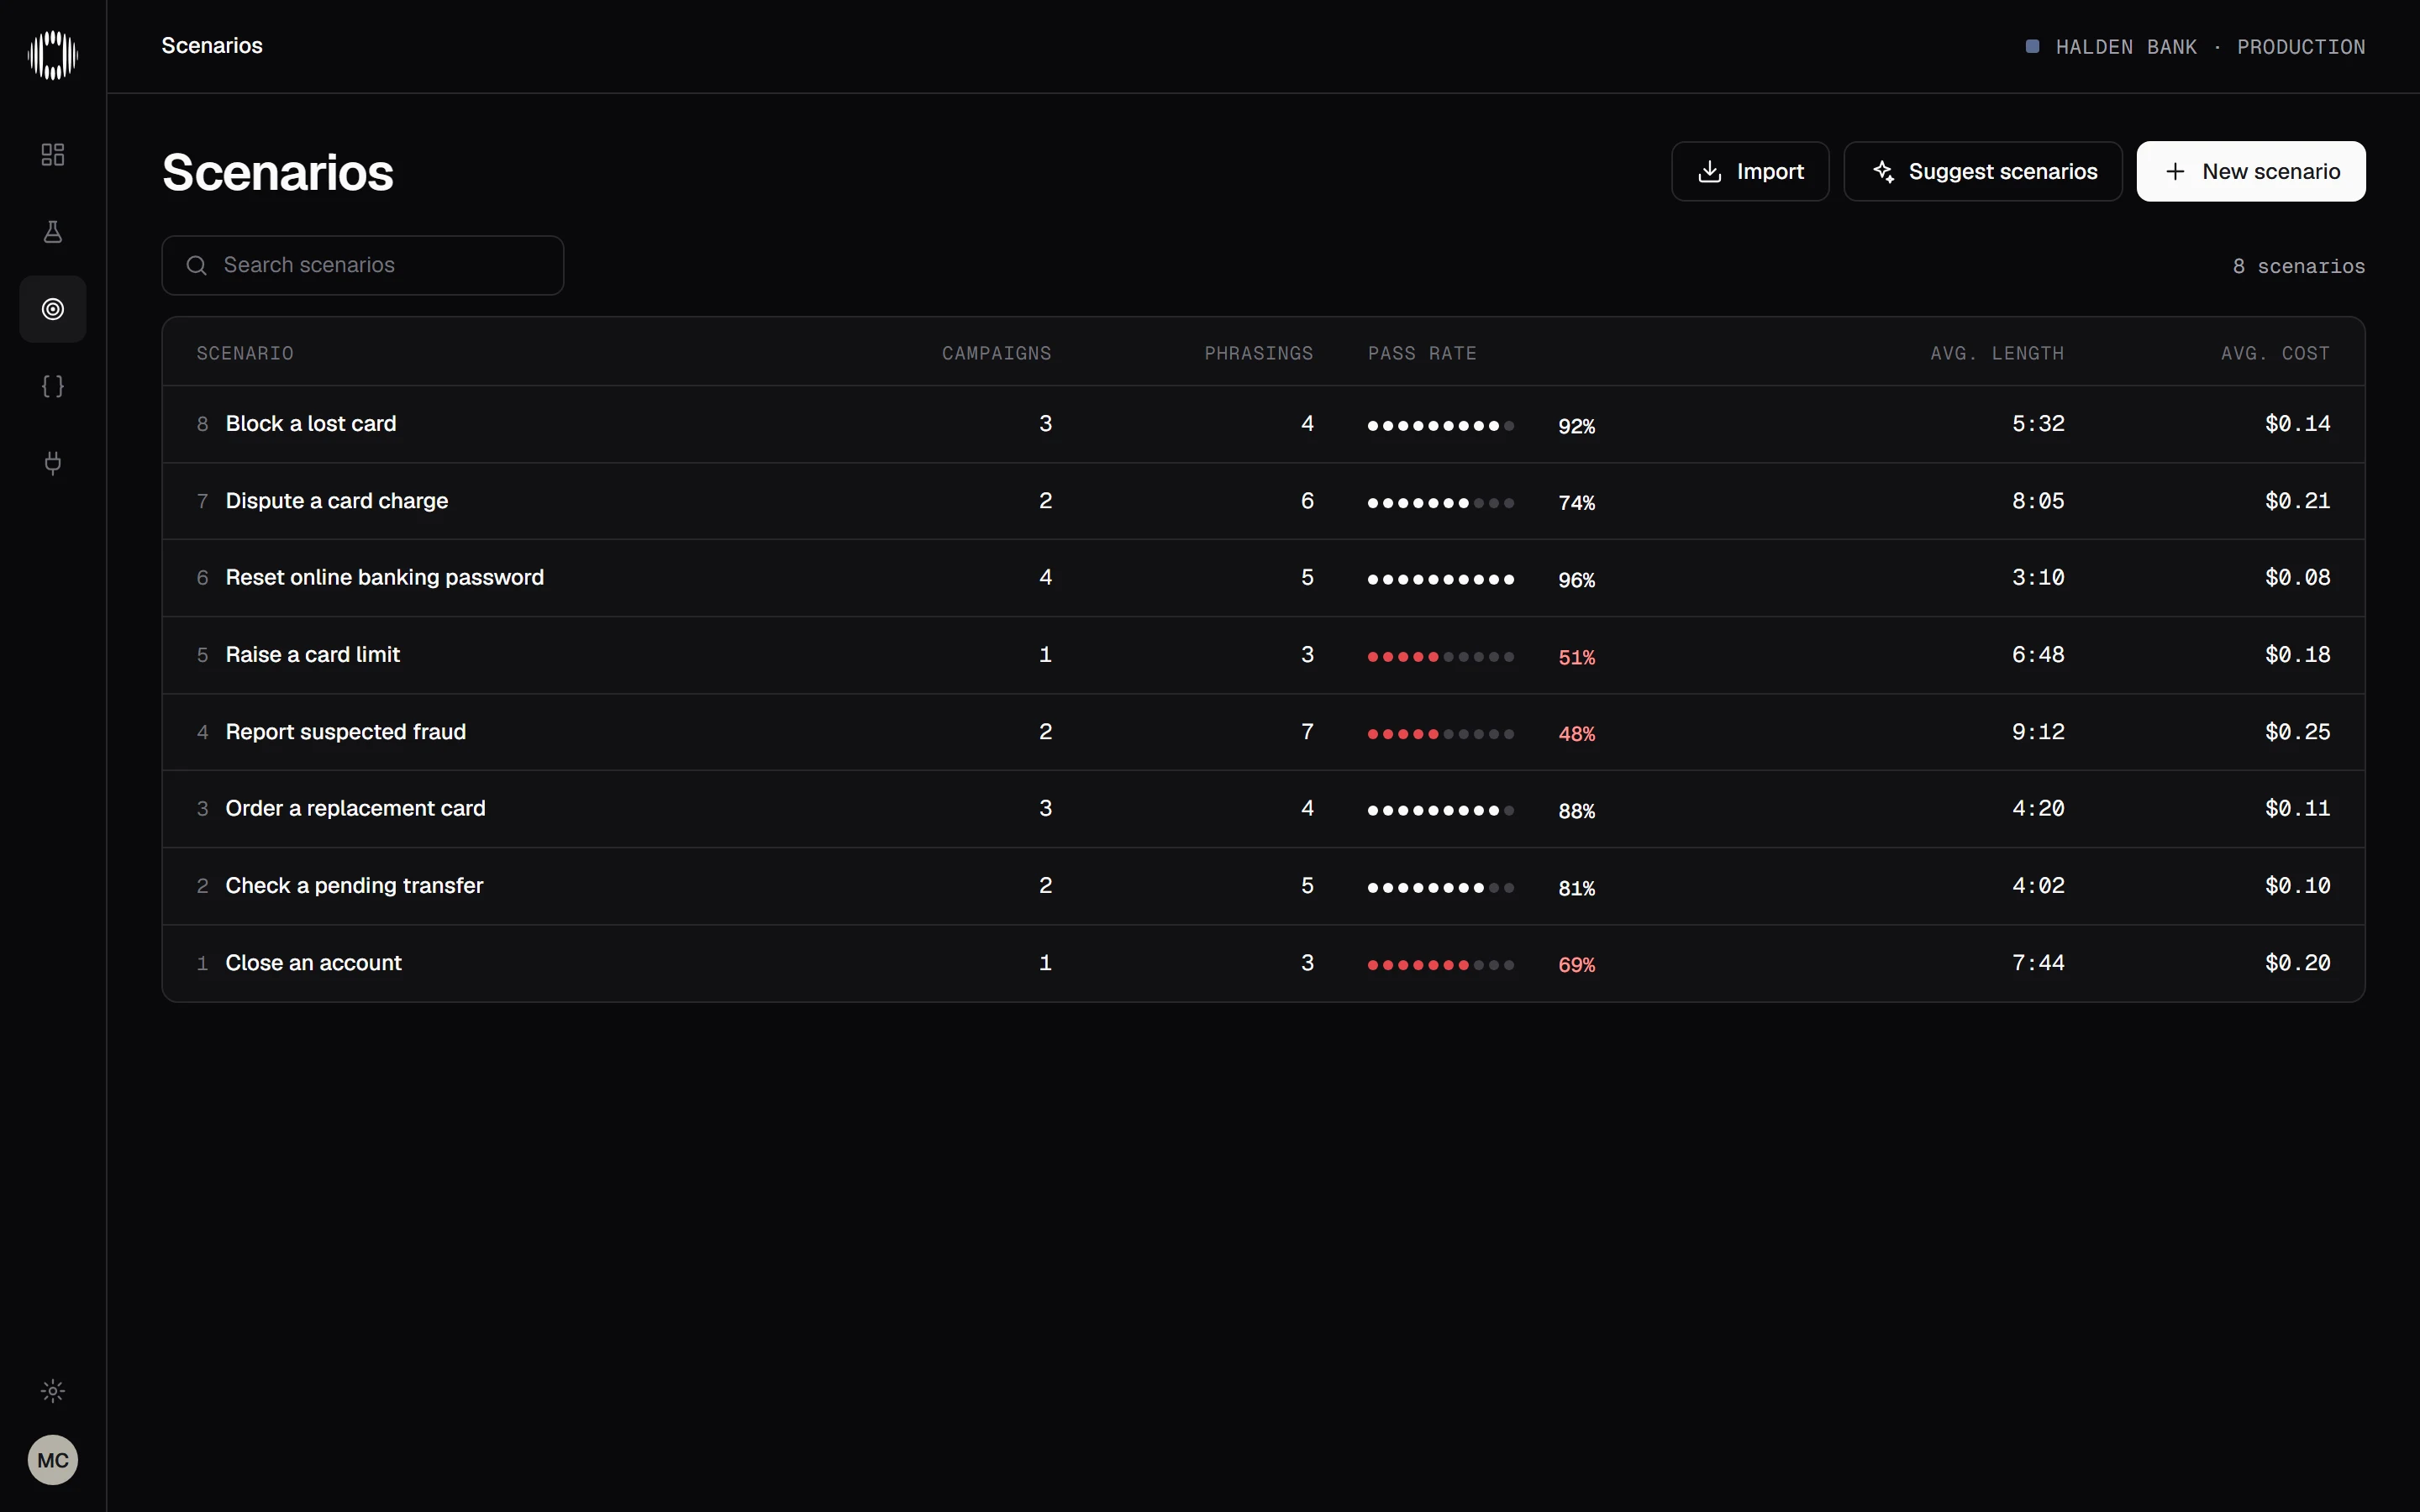 Scenarios
HALDEN BANK · PRODUCTION
Scenarios
Import
Suggest scenarios
New scenario
Search scenarios
8 scenarios
SCENARIO CAMPAIGNS PHRASINGS PASS RATE AVG. LENGTH AVG. COST
8 Block a lost card 3 4 92% 5:32 $0.14
7 Dispute a card charge 2 6 74% 8:05 $0.21
6 Reset online banking password 4 5 96% 3:10 $0.08
5 Raise a card limit 1 3 51% 6:48 $0.18
4 Report suspected fraud 2 7 48% 9:12 $0.25
3 Order a replacement card 3 4 88% 4:20 $0.11
2 Check a pending transfer 2 5 81% 4:02 $0.10
1 Close an account 1 3 69% 7:44 $0.20
MC